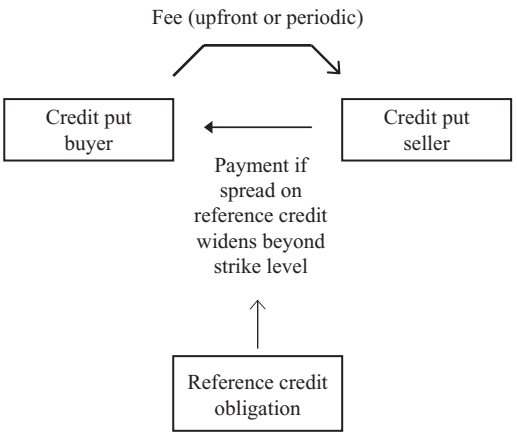 Fee (upfront or periodic)
Credit put
buyer
Credit put
seller
Payment if
spread on
reference credit
widens beyond
strike level
Reference credit
obligation